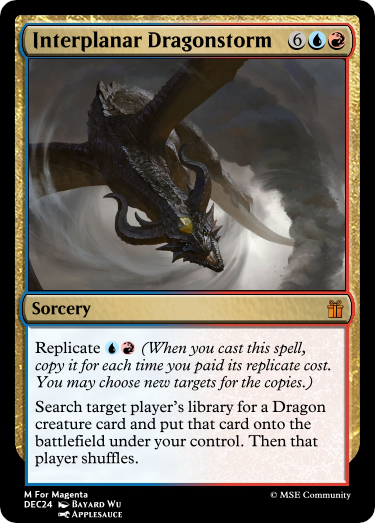 Interplanar Dragonstorm 6
Sorcery
Replicate (When you cast this spell,
copy it for each time you paid its replicate cost.
You may choose new targets for the copies.)
Search target player's library for a Dragon
creature card and put that card onto the
battlefield under your control. Then that
player shuffles.
M For Magenta
DEC24 Bayard Wu
Applesauce
© MSE Community